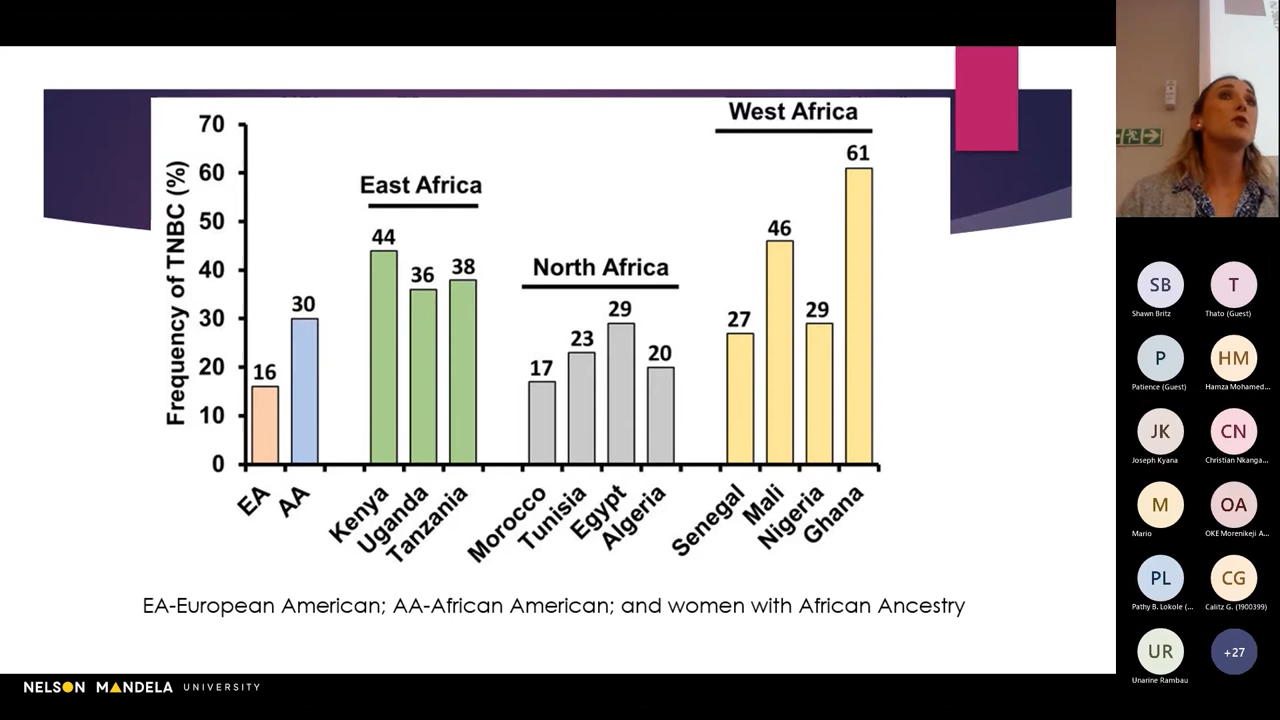 West Africa
East Africa
North Africa
Frequency of TNBC (%)
70
60
50
40
30
20
10
0
16
30
44
36
38
17
23
29
20
27
46
29
61
EA
AA
Kenya
Uganda
Tanzania
Morocco
Tunisia
Egypt
Algeria
Senegal
Mali
Nigeria
Ghana
EA-European American; AA-African American; and women with African Ancestry
NELSON MANDELA UNIVERSITY
SB
Shawn Britz
T
Thato (Guest)
P
Patience (Guest)
HM
Hamza Mohamed...
JK
Joseph Kyana
CN
Christian Nkanga...
M
Mario
OA
OKE Morenikeji A...
PL
Pathy B. Lokole (...
CG
Calitz G. (1900399)
UR
Unarine Rambau
+27